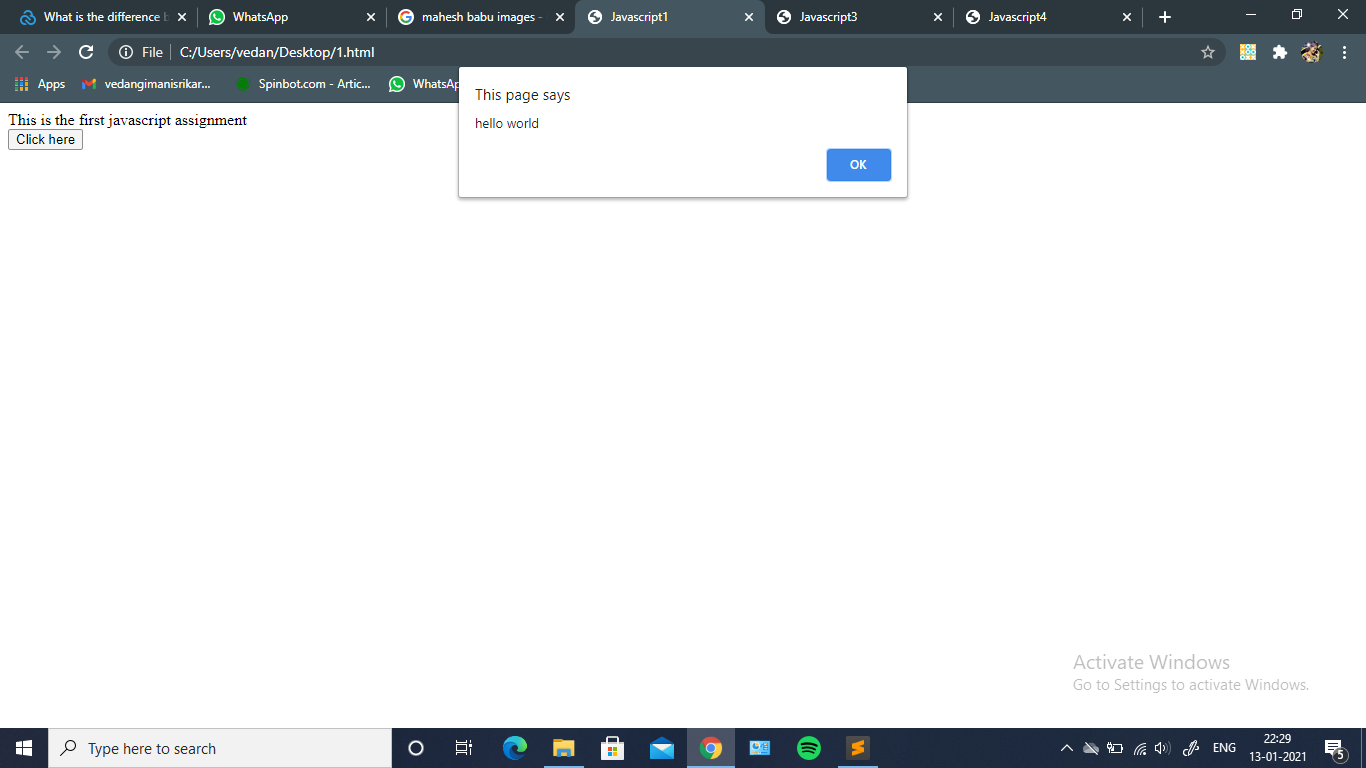 What is the difference
WhatsApp
mahesh babu images -
Javascript1
Javascript3
Javascript4
File
C:/Users/vedan/Desktop/1.html
Apps
vedangimanisrikar...
Spinbot.com - Artic...
WhatsAp
This page says
hello world
OK
This is the first javascript assignment
Click here
Activate Windows
Go to Settings to activate Windows.
Type here to search
ENG
22:29
13-01-2021
5